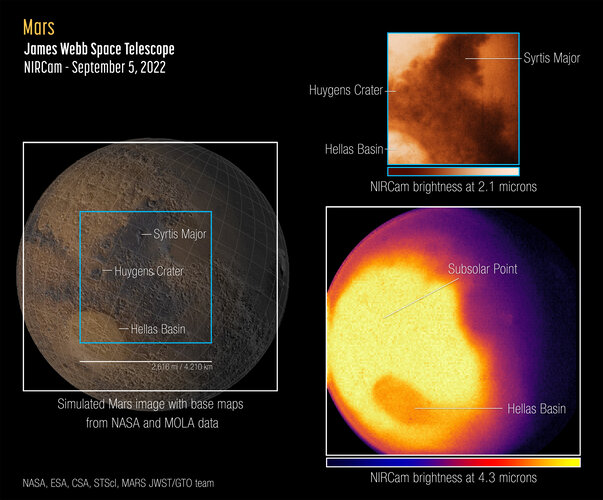 Mars
James Webb Space Telescope
NIRCam - September 5, 2022
Syrtis Major
Huygens Crater
Hellas Basin
NIRCam brightness at 2.1 microns
Syrtis Major
Huygens Crater
Hellas Basin
2,616 mi / 4,210 km
Simulated Mars image with base maps
from NASA and MOLA data
Subsolar Point
Hellas Basin
NIRCam brightness at 4.3 microns
NASA, ESA, CSA, STScI, MARS JWST/GTO team